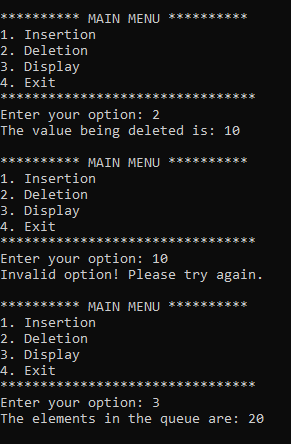 ********** MAIN MENU **********
1. Insertion
2. Deletion
3. Display
4. Exit
********************************
Enter your option: 2
The value being deleted is: 10
********** MAIN MENU **********
1. Insertion
2. Deletion
3. Display
4. Exit
********************************
Enter your option: 10
Invalid option! Please try again.
********** MAIN MENU **********
1. Insertion
2. Deletion
3. Display
4. Exit
********************************
Enter your option: 3
The elements in the queue are: 20